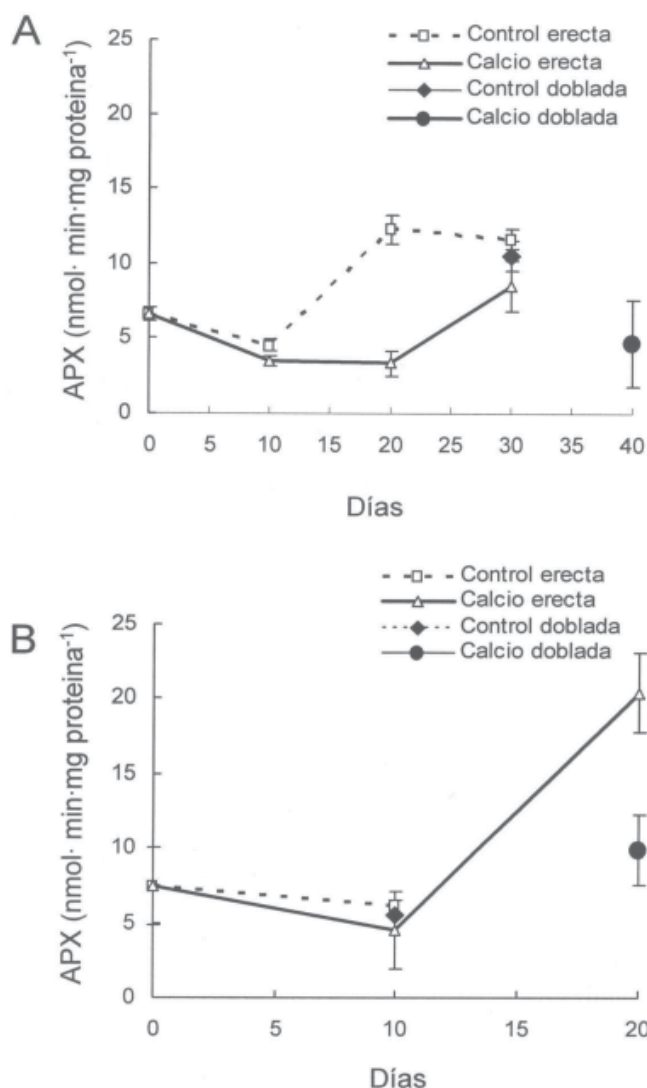 A
Control erecta
Calcio erecta
Control doblada
Calcio doblada
APX (nmol· min·mg proteina-1)
25
20
15
10
5
0
0 5 10 15 20 25 30 35 40
Días
B
Control erecta
Calcio erecta
Control doblada
Calcio doblada
APX (nmol· min·mg proteina-1)
25
20
15
10
5
0
0 5 10 15 20
Días